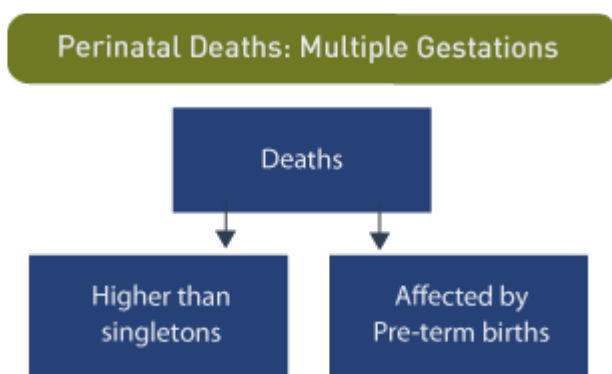 Perinatal Deaths: Multiple Gestations
Deaths
Higher than
singletons
Affected by
Pre-term births